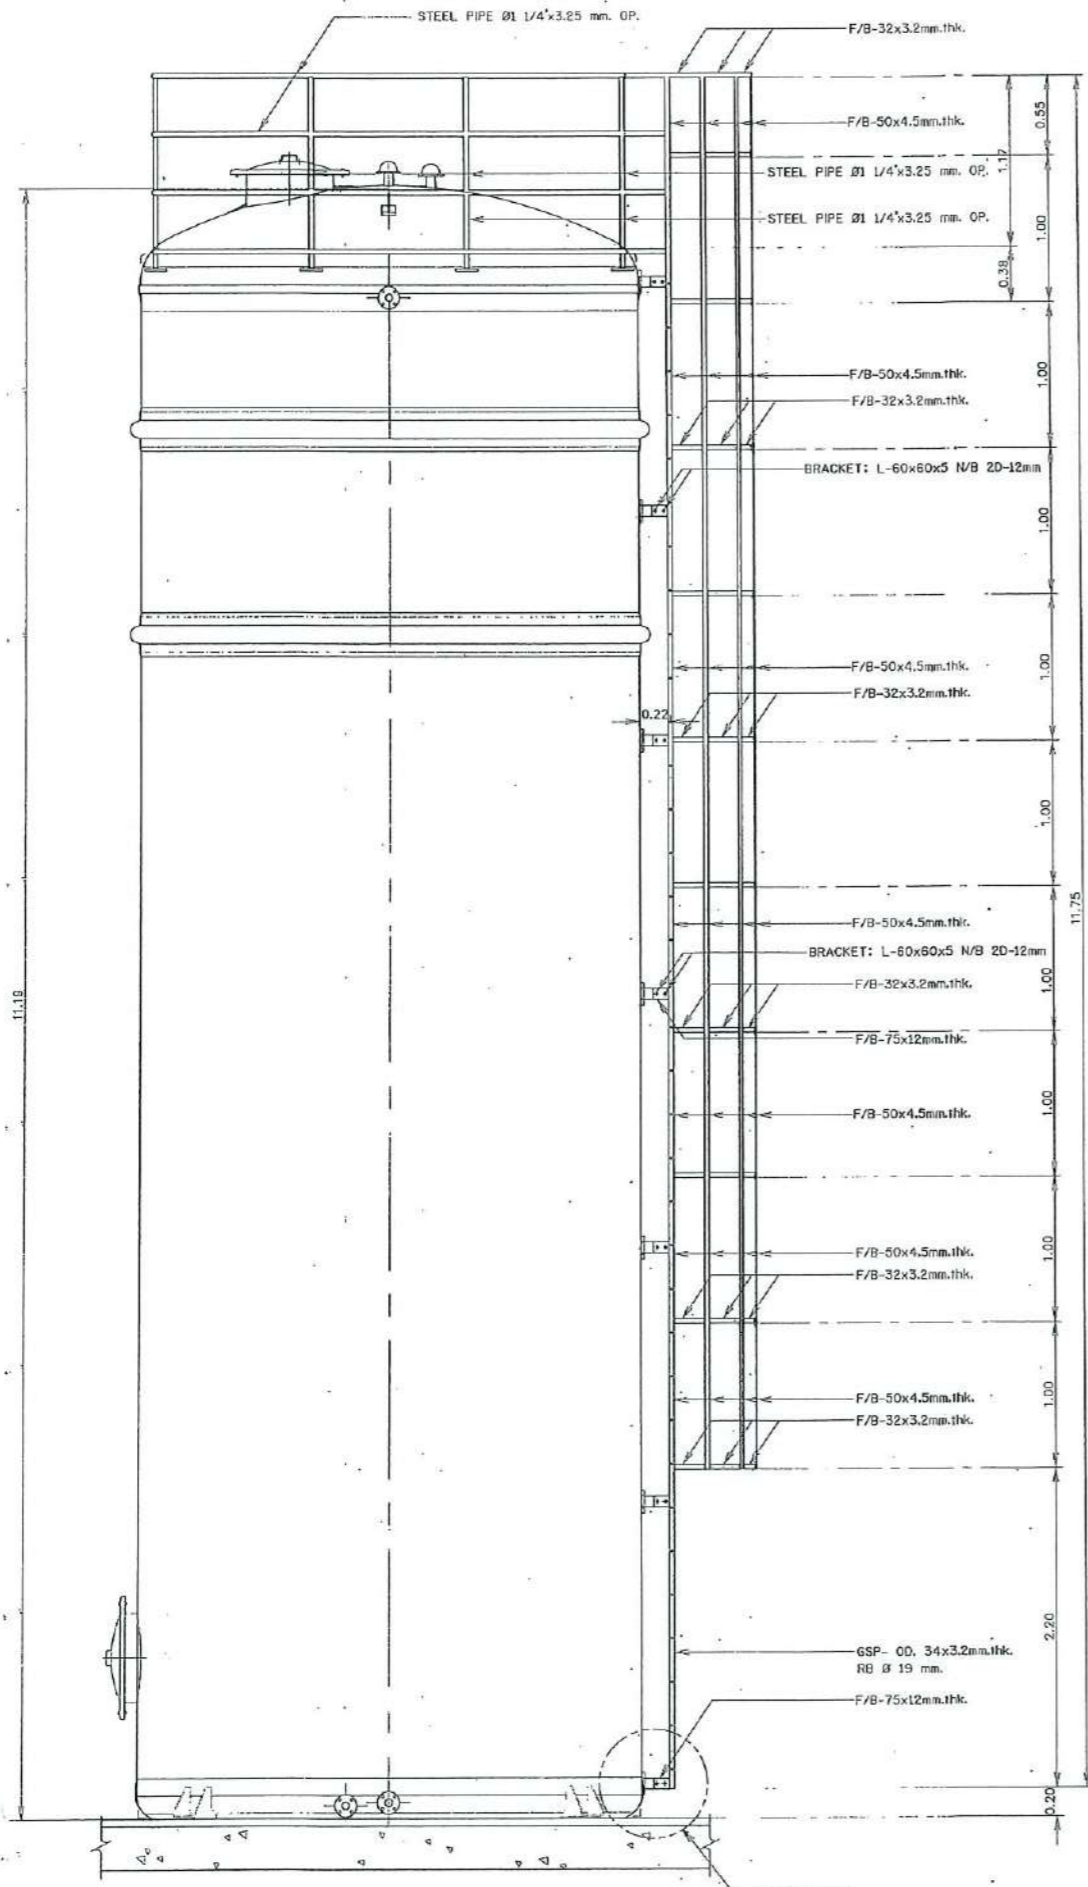 STEEL PIPE Ø1 1/4"x3.25 mm. OP.
F/B-32x3.2mm.thk.
F/B-50x4.5mm.thk.
0.55
1.17
STEEL PIPE Ø1 1/4"x3.25 mm. OP.
1.00
STEEL PIPE Ø1 1/4"x3.25 mm. OP.
0.38
F/B-50x4.5mm.thk.
1.00
F/B-32x3.2mm.thk.
BRACKET: L-60x60x5 N/B 2D-12mm
1.00
F/B-50x4.5mm.thk.
1.00
F/B-32x3.2mm.thk.
0.22
1.00
11.75
F/B-50x4.5mm.thk.
BRACKET: L-60x60x5 N/B 2D-12mm
F/B-32x3.2mm.thk.
1.00
11.19
F/B-75x12mm.thk.
F/B-50x4.5mm.thk.
1.00
F/B-50x4.5mm.thk.
1.00
F/B-32x3.2mm.thk.
F/B-50x4.5mm.thk.
1.00
F/B-32x3.2mm.thk.
2.20
GSP- OD. 34x3.2mm.thk.
RB Ø 19 mm.
F/B-75x12mm.thk.
0.20